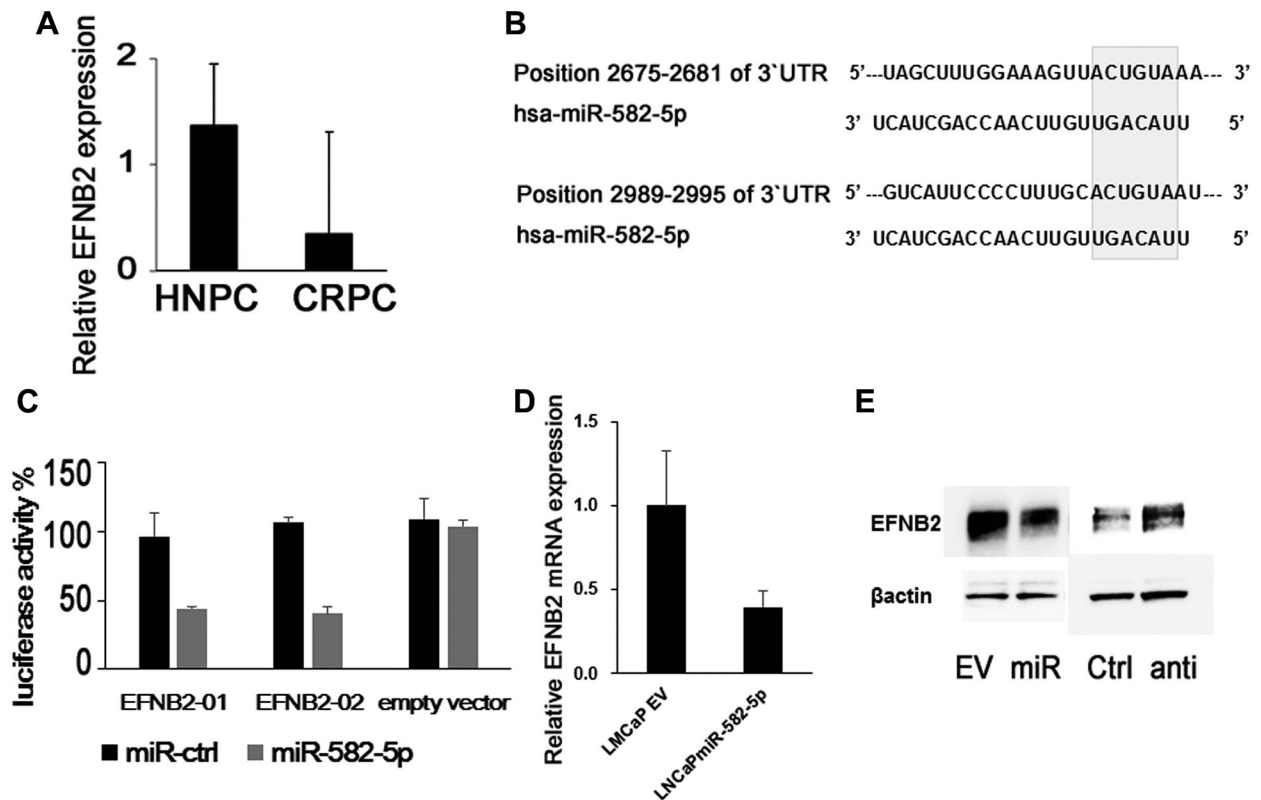 A
Relative EFNB2 expression
2
1
0
HNPC CRPC
B
Position 2675-2681 of 3`UTR 5’---UAGCUUUGGAAAGUUACUGUAAA--- 3’
hsa-miR-582-5p 3’ UCAUCGACCAACUUGUUGACAUU 5’
Position 2989-2995 of 3`UTR 5’---GUCAUUCCCCUUUGCACUGUAAU--- 3’
hsa-miR-582-5p 3’ UCAUCGACCAACUUGUUGACAUU 5’
C
luciferase activity %
150
100
50
0
EFNB2-01 EFNB2-02 empty vector
miR-ctrl miR-582-5p
D
Relative EFNB2 mRNA expression
1.5
1.0
0.5
0.0
LMCaP EV
LNCaPmiR-582-5p
E
EFNB2
βactin
EV miR Ctrl anti